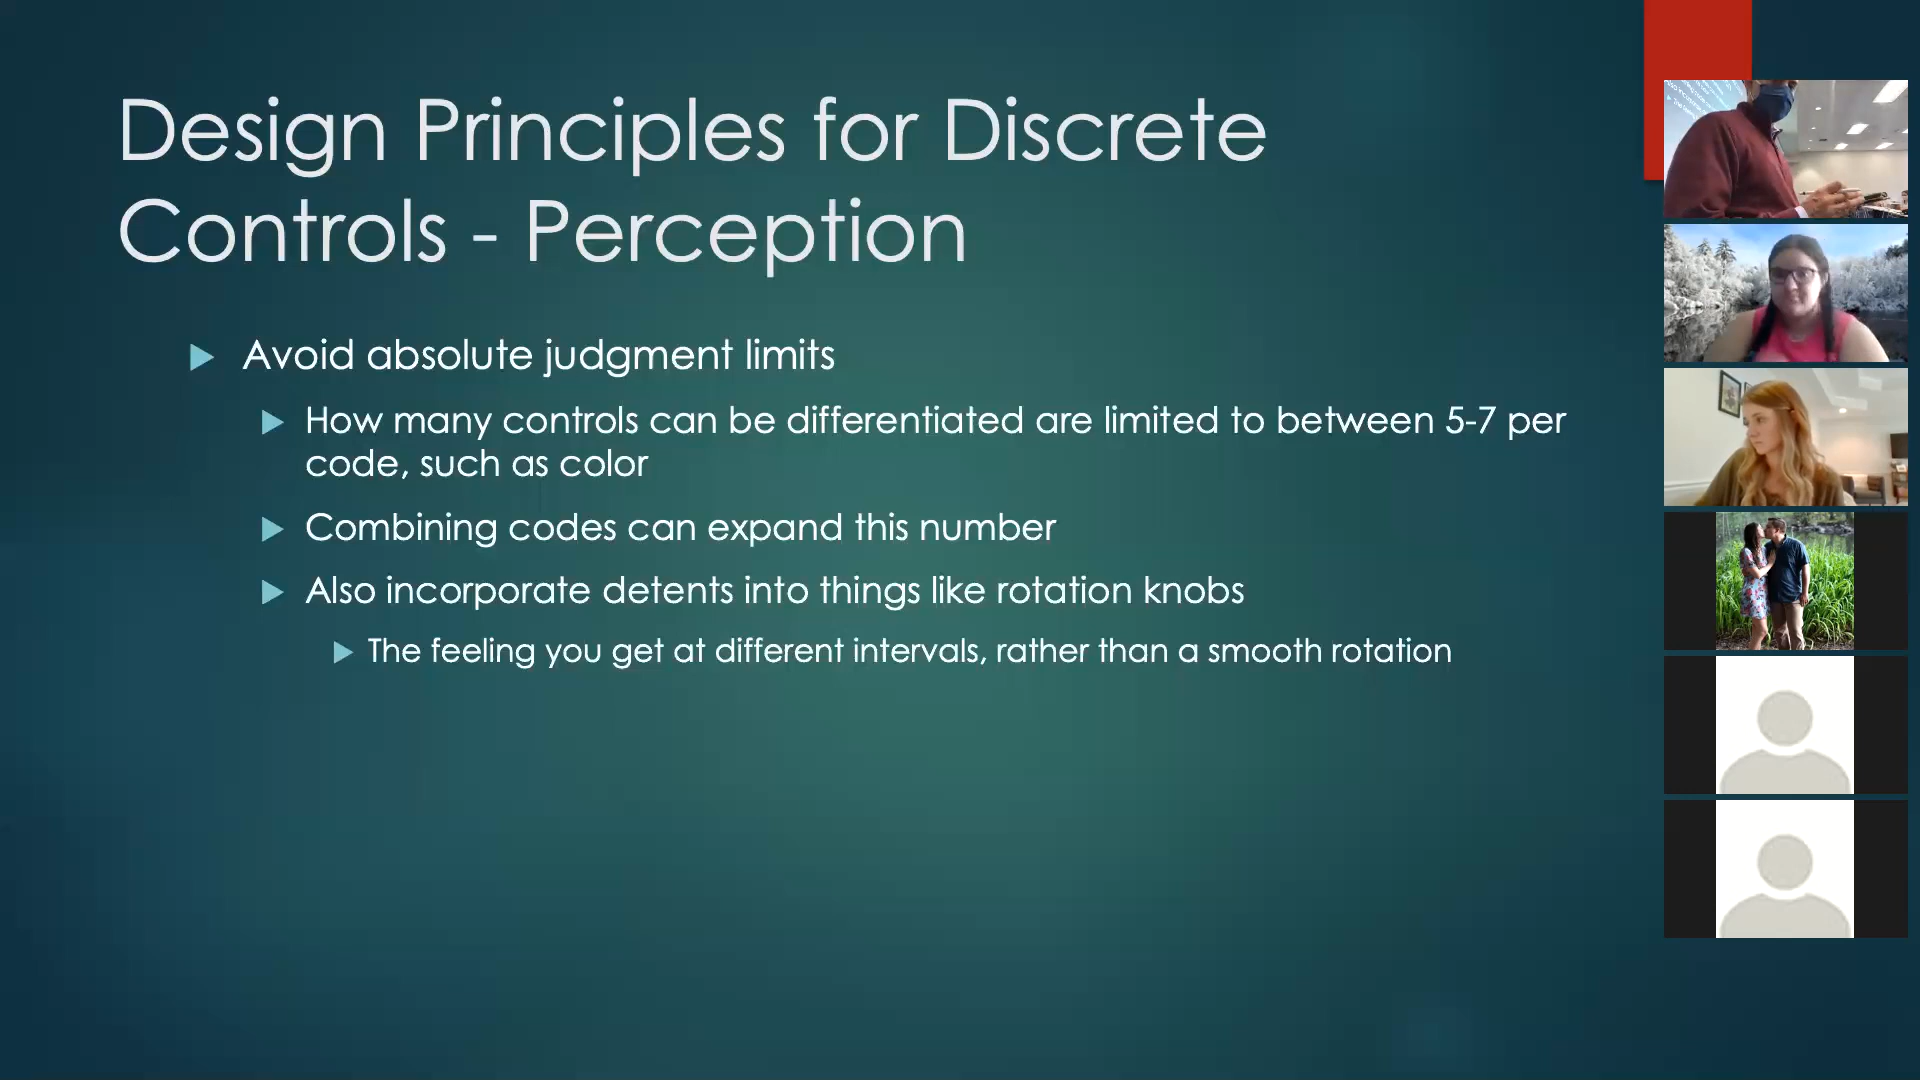 Design Principles for Discrete
Controls - Perception
Avoid absolute judgment limits
How many controls can be differentiated are limited to between 5-7 per
code, such as color
Combining codes can expand this number
Also incorporate detents into things like rotation knobs
The feeling you get at different intervals, rather than a smooth rotation